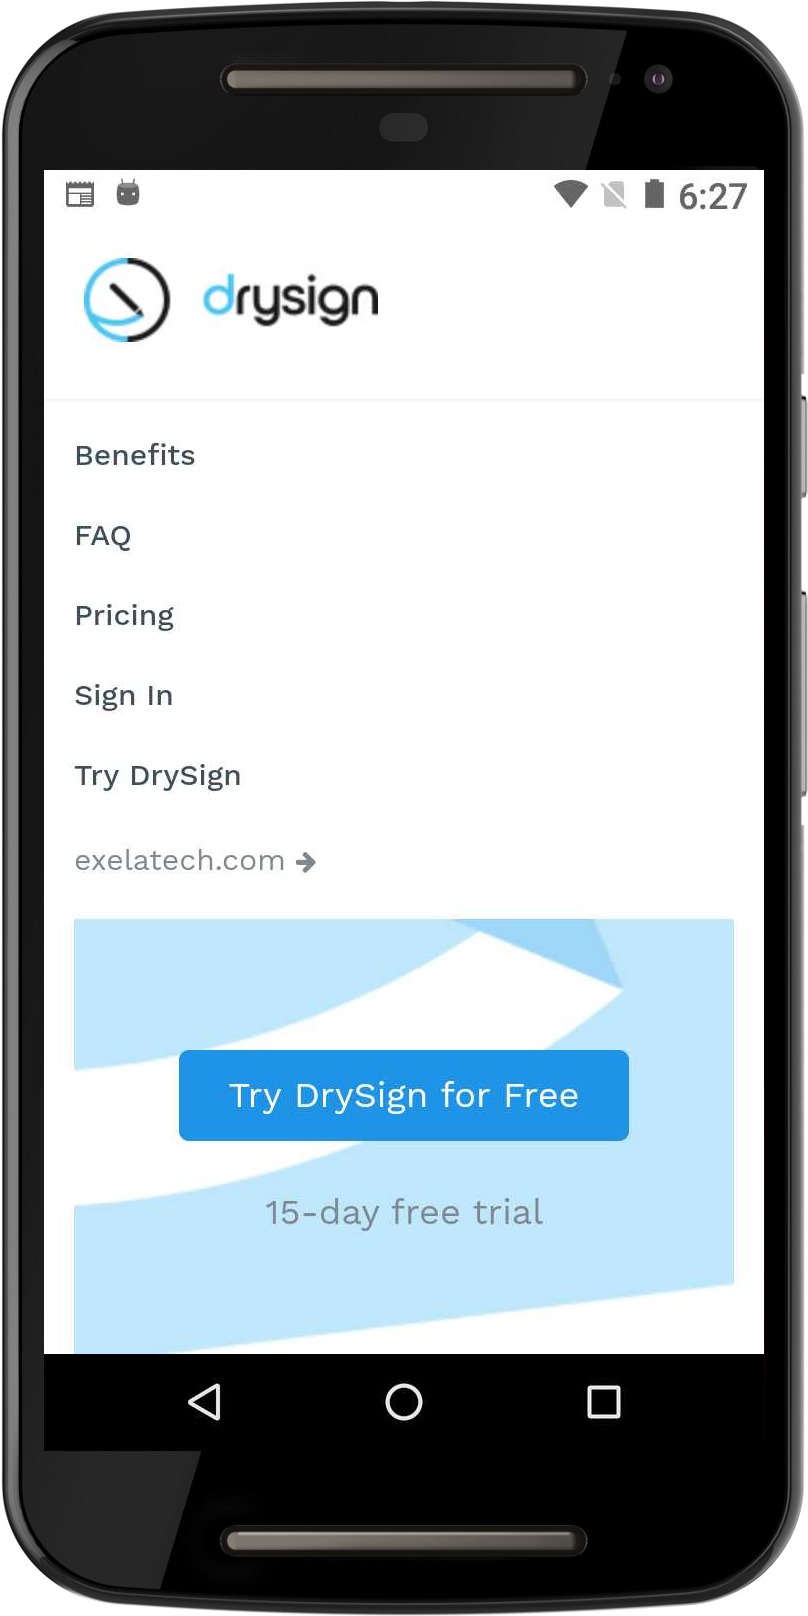 6:27
drysign
Benefits
FAQ
Pricing
Sign In
Try DrySign
exelatech.com →
Try DrySign for Free
15-day free trial